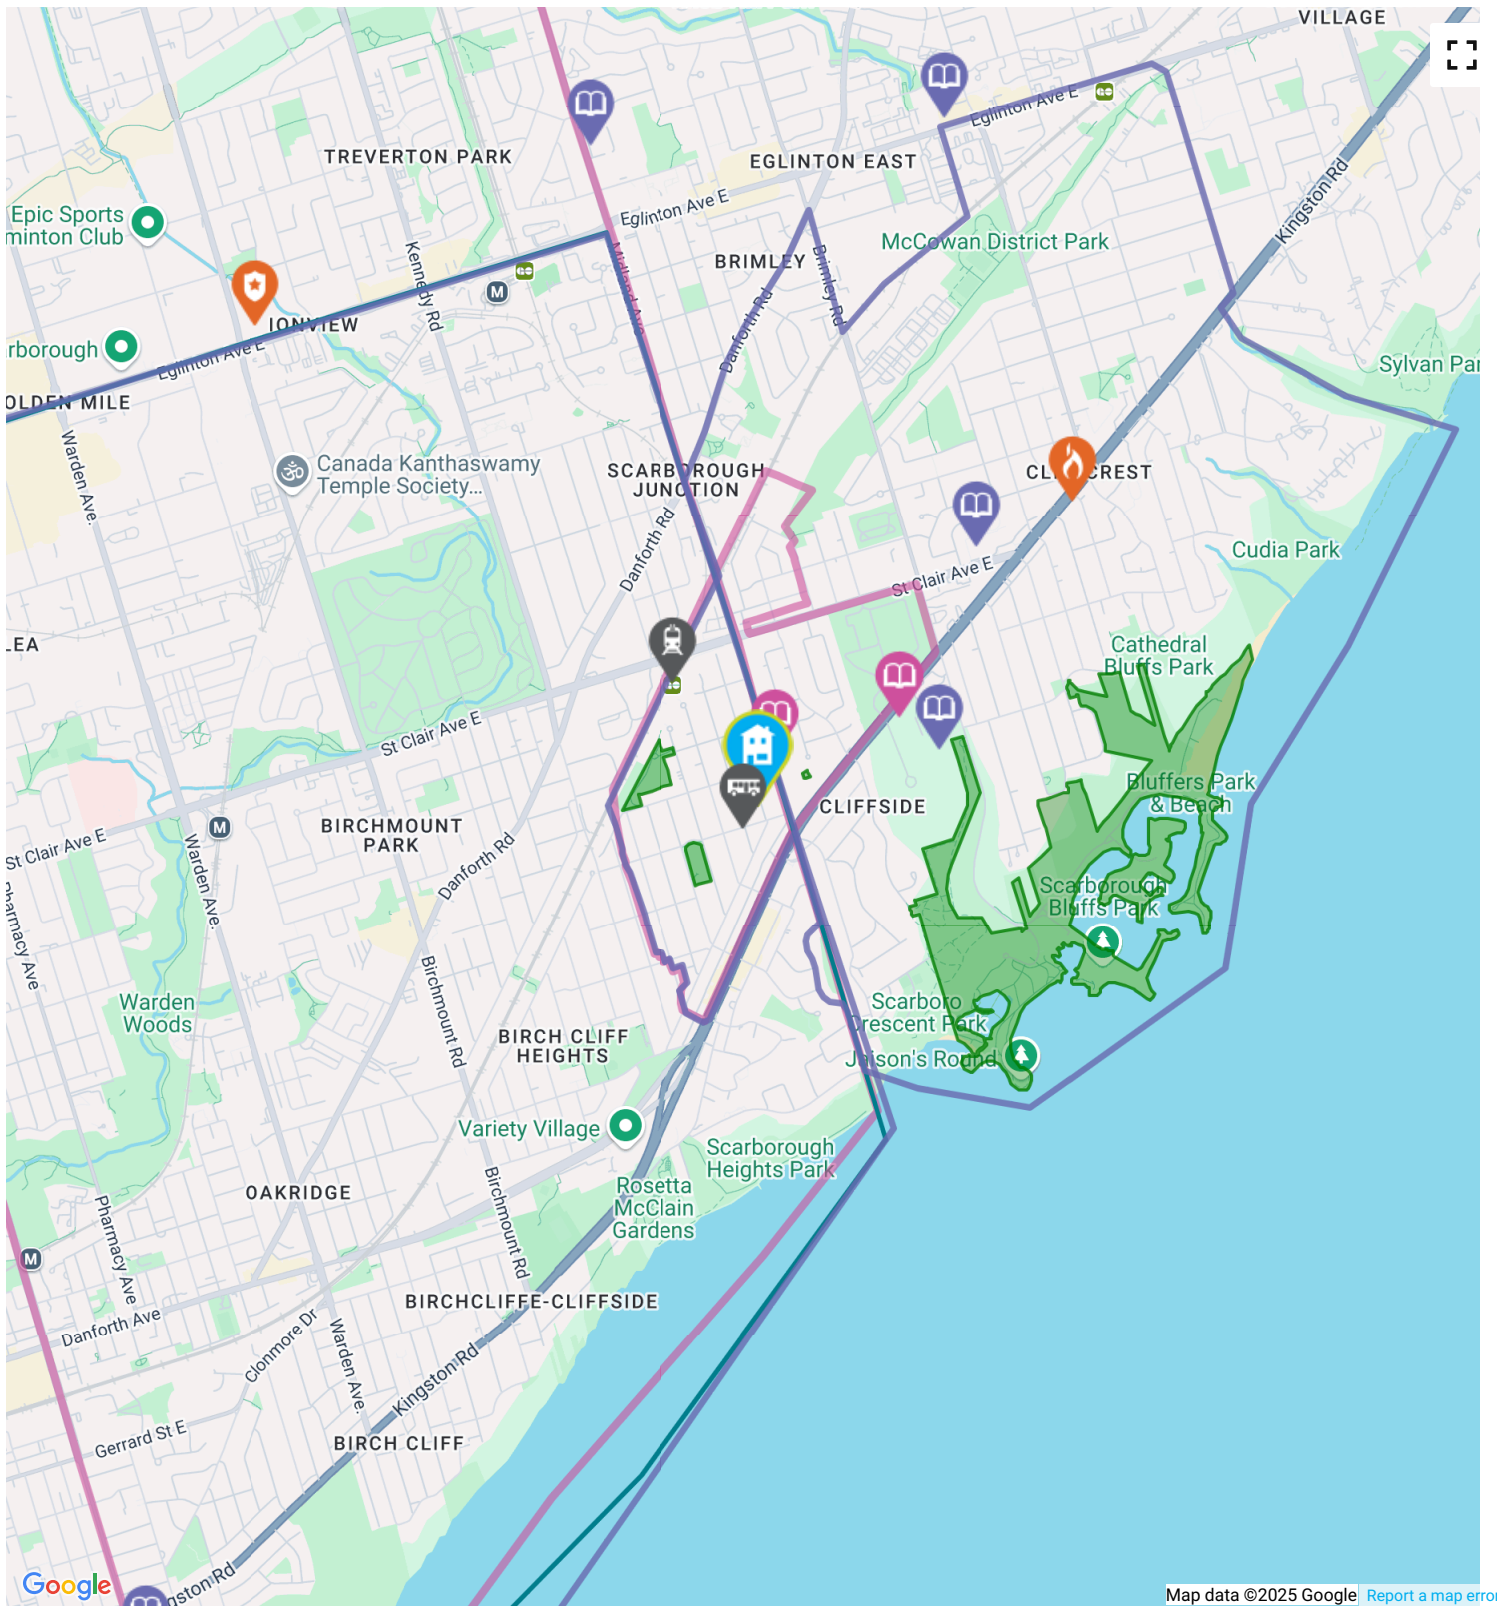 VILLAGE
Eglinton Ave E
TREVERTON PARK
EGLINTON EAST
Kingston Rd
Epic Sports
minton Club
Eglinton Ave E
McCowan District Park
Kennedy Rd
BRIMLEY
Midland Ave
Brimley Rd
IONVIEW
Danforth Rd
rborough
Eglinton Ave E
Sylvan Par
OLDEN MILE
Warden Ave.
Canada Kanthaswamy
Temple Society...
SCARBOROUGH
JUNCTION
Danforth Rd
Cudia Park
St Clair Ave E
LEA
Cathedral
Bluffs Park
St Clair Ave E
Bluffers Park
& Beach
CLIFFSIDE
BIRCHMOUNT
PARK
M
St Clair Ave E
Warden Ave.
Danforth Rd
Pharmacy Ave
Scarborough
Bluffs Park
Birchmount Rd
Warden
Woods
Scarboro
Crescent Park
BIRCH CLIFF
HEIGHTS
Variety Village
Scarborough
Heights Park
Rosetta
McClain
Gardens
OAKRIDGE
Birchmount Rd
Pharmacy Ave
M
BIRCHCLIFFE-CLIFFSIDE
Danforth Ave
Clonmore Dr
Warden Ave.
Kingston Rd
Gerrard St E
BIRCH CLIFF
gston Rd
Google
Map data ©2025 Google
Report a map error